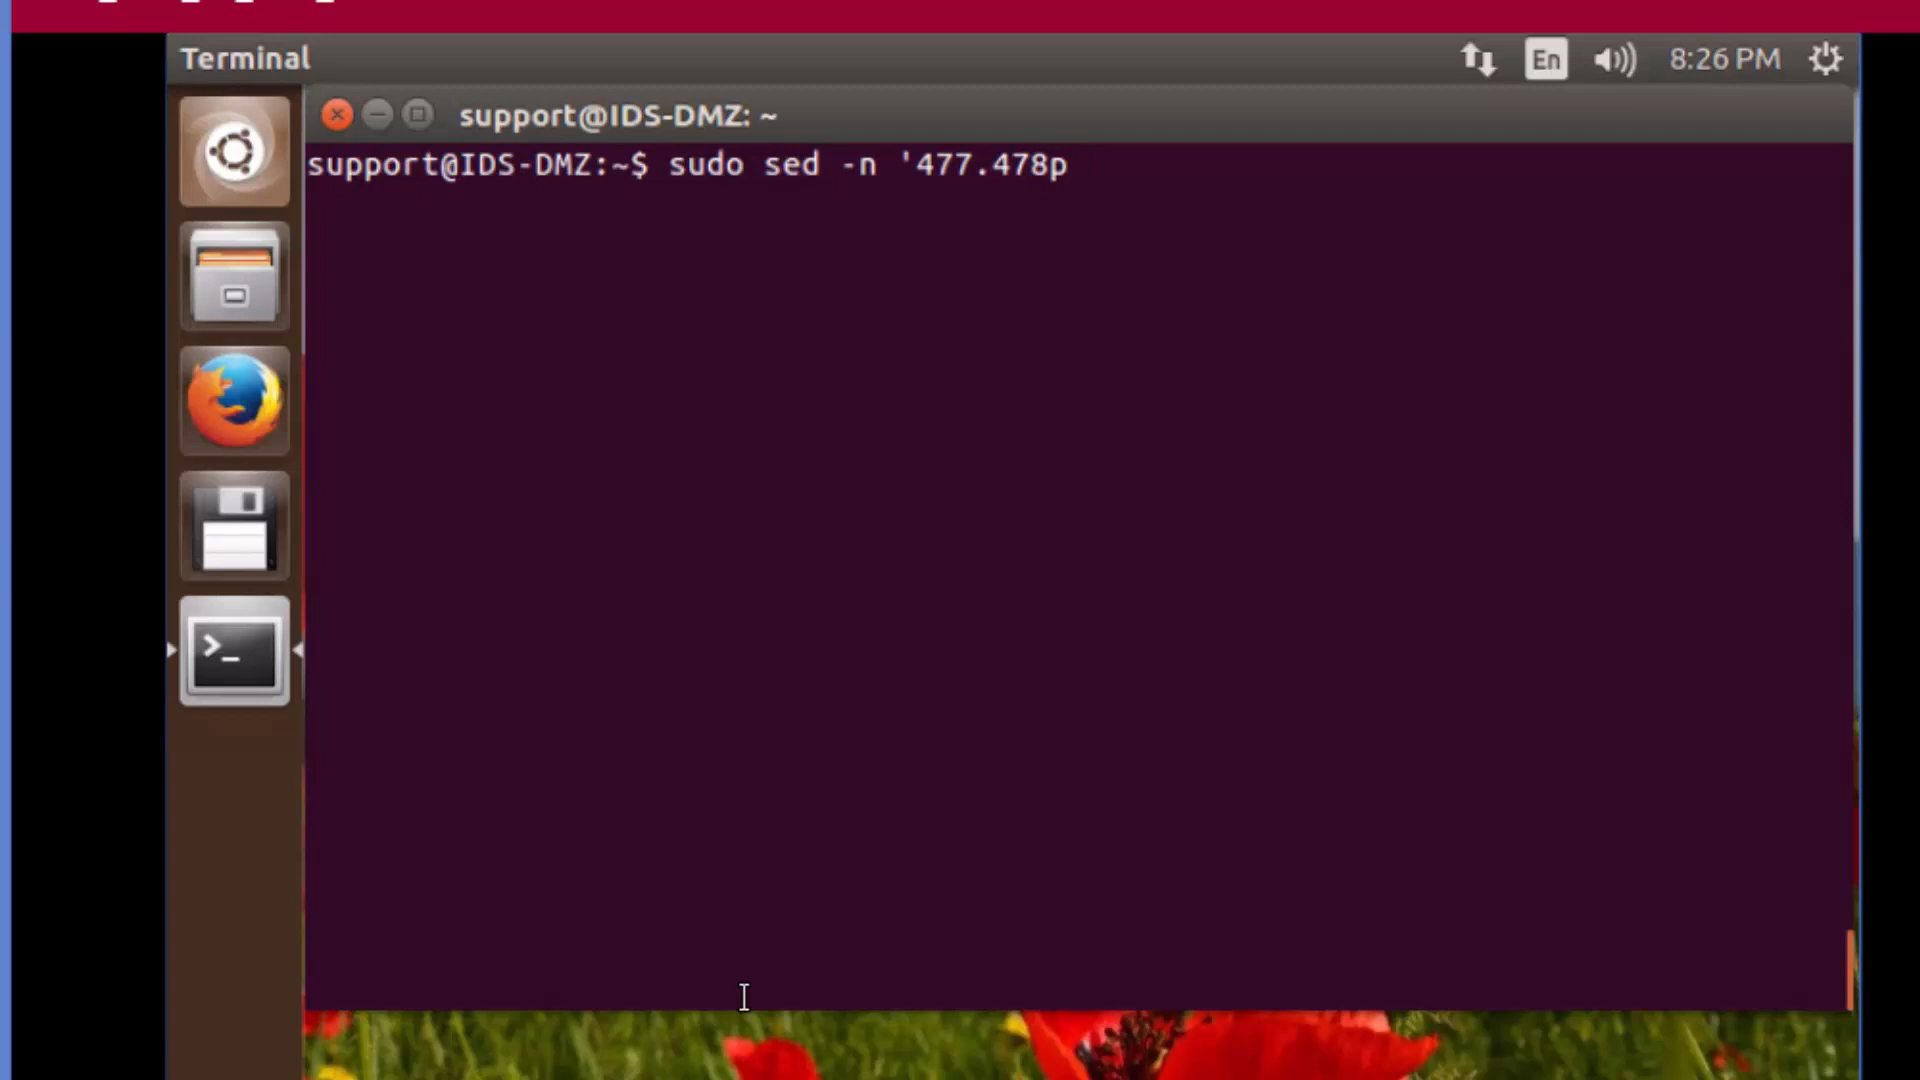 Terminal
En
8:26 PM
support@IDS-DMZ: ~
support@IDS-DMZ:~$ sudo sed -n '477.478p
>_